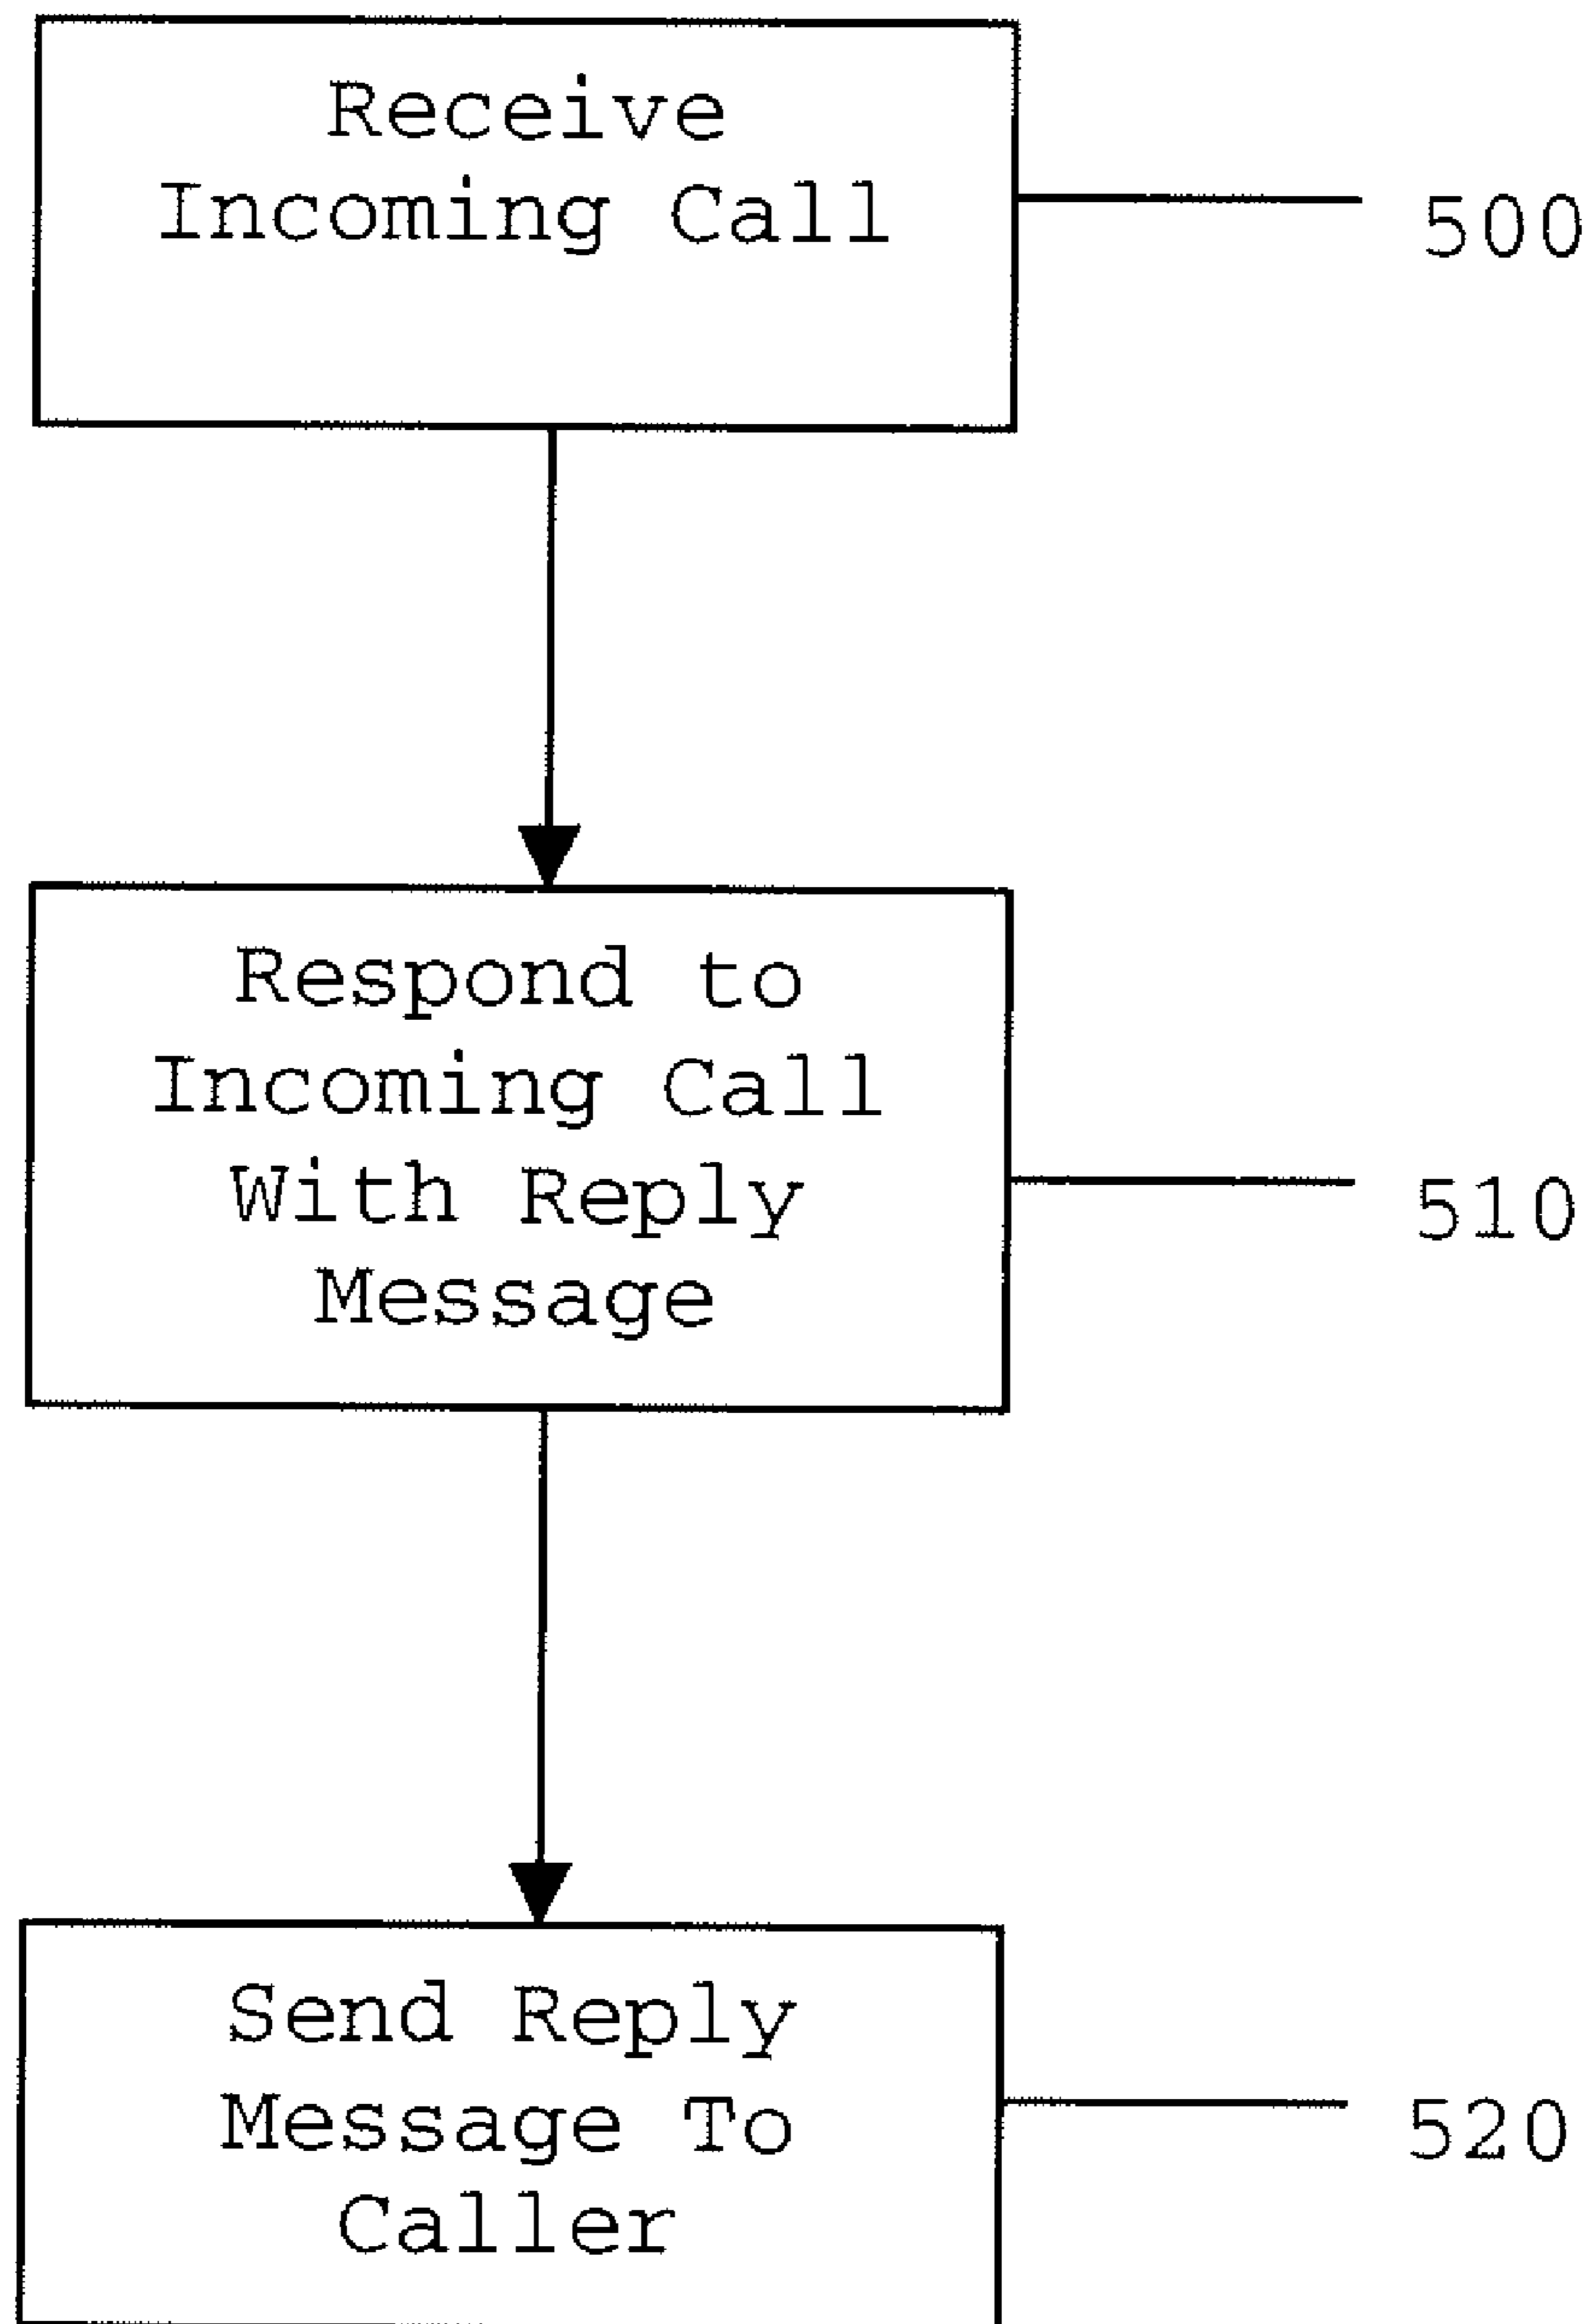 Receive
Incoming Call
500
Respond to
Incoming Call
With Reply
Message
510
Send Reply
Message To
Caller
520